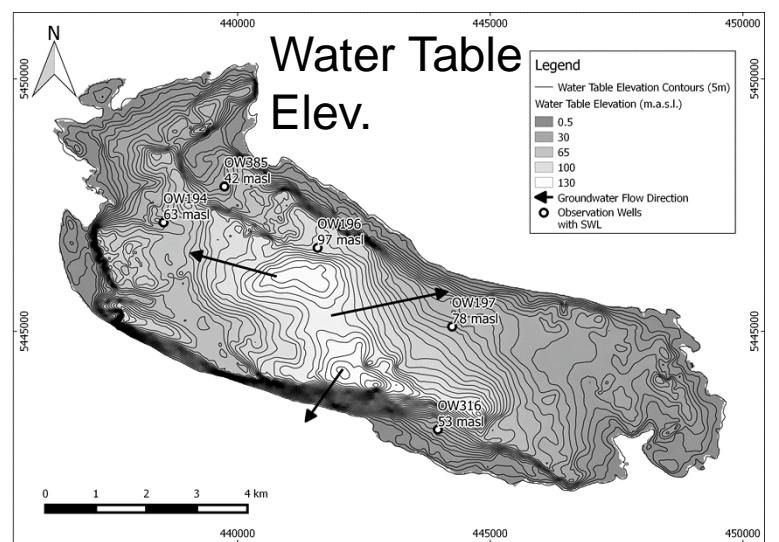 440000
445000
450000
N
Water Table
Elev.
5450000
5450000
Legend
Water Table Elevation Contours (5m)
Water Table Elevation (m.a.s.l.)
0.5
30
65
100
130
Groundwater Flow Direction
Observation Wells
with SWL
OW385
42 masl
OW194
63 masl
OW196
97 masl
OW197
78 masl
5445000
5445000
OW316
53 masl
0 1 2 3 4 km
440000
445000
450000